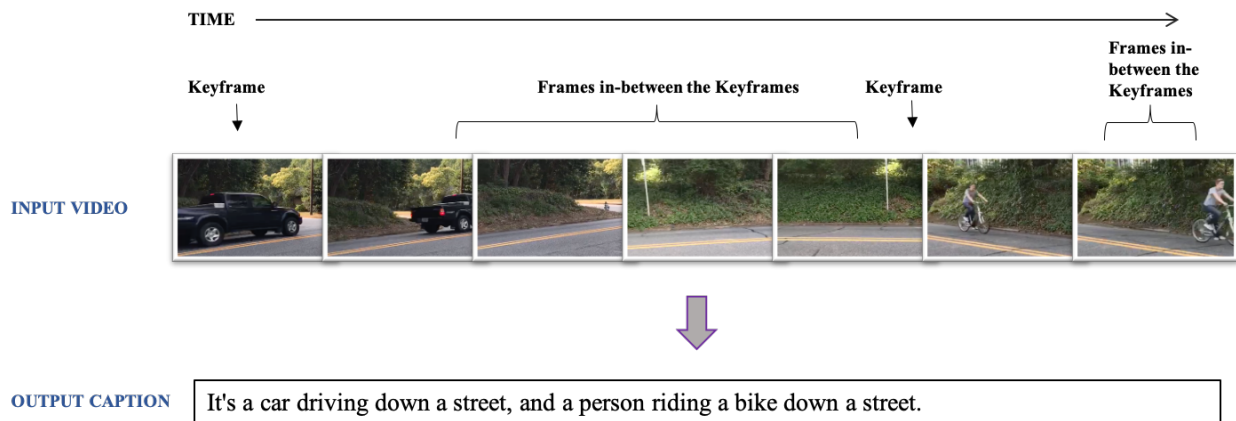 TIME
Frames in-
between the
Keyframes
Keyframe
Frames in-between the Keyframes
Keyframe
INPUT VIDEO
OUTPUT CAPTION
It's a car driving down a street, and a person riding a bike down a street.